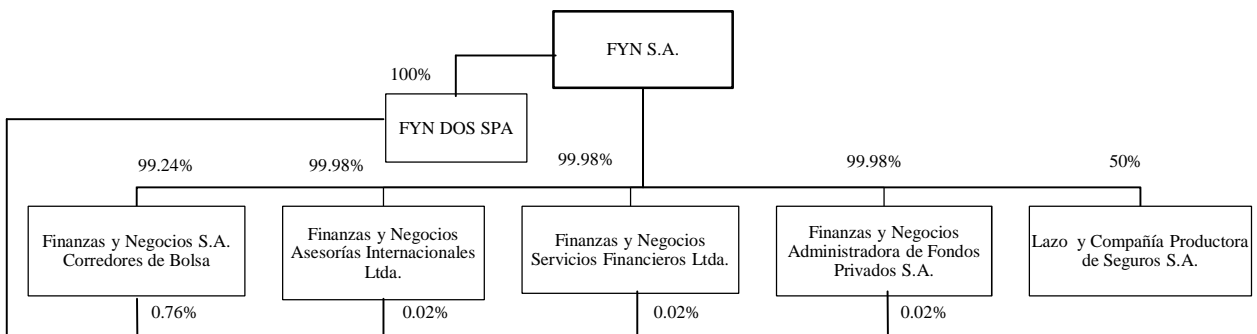 FYN S.A.
100%
FYN DOS SPA
99.24%
99.98%
99.98%
99.98%
50%
Finanzas y Negocios S.A.
Corredores de Bolsa
Finanzas y Negocios
Asesorías Internacionales
Ltda.
Finanzas y Negocios
Servicios Financieros Ltda.
Finanzas y Negocios
Administradora de Fondos
Privados S.A.
Lazo y Compañía Productora
de Seguros S.A.
0.76%
0.02%
0.02%
0.02%